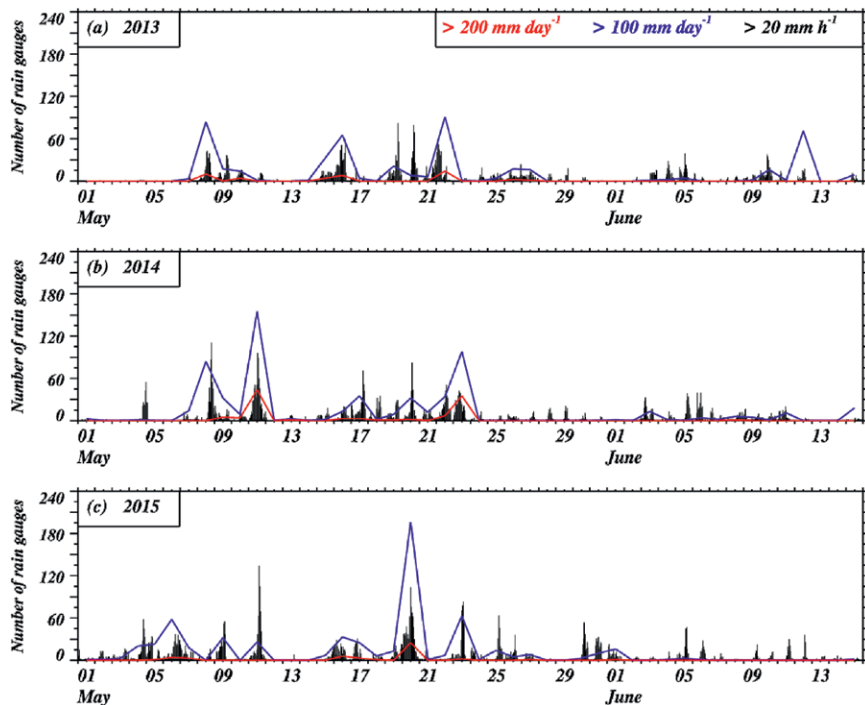 240
(a) 2013
> 200 mm day⁻¹ > 100 mm day⁻¹ > 20 mm h⁻¹
180
120
60
0
Number of rain gauges
01 05 09 13 17 21 25 29 01 05 09 13
May June
240
(b) 2014
180
120
60
0
Number of rain gauges
01 05 09 13 17 21 25 29 01 05 09 13
May June
240
(c) 2015
180
120
60
0
Number of rain gauges
01 05 09 13 17 21 25 29 01 05 09 13
May June